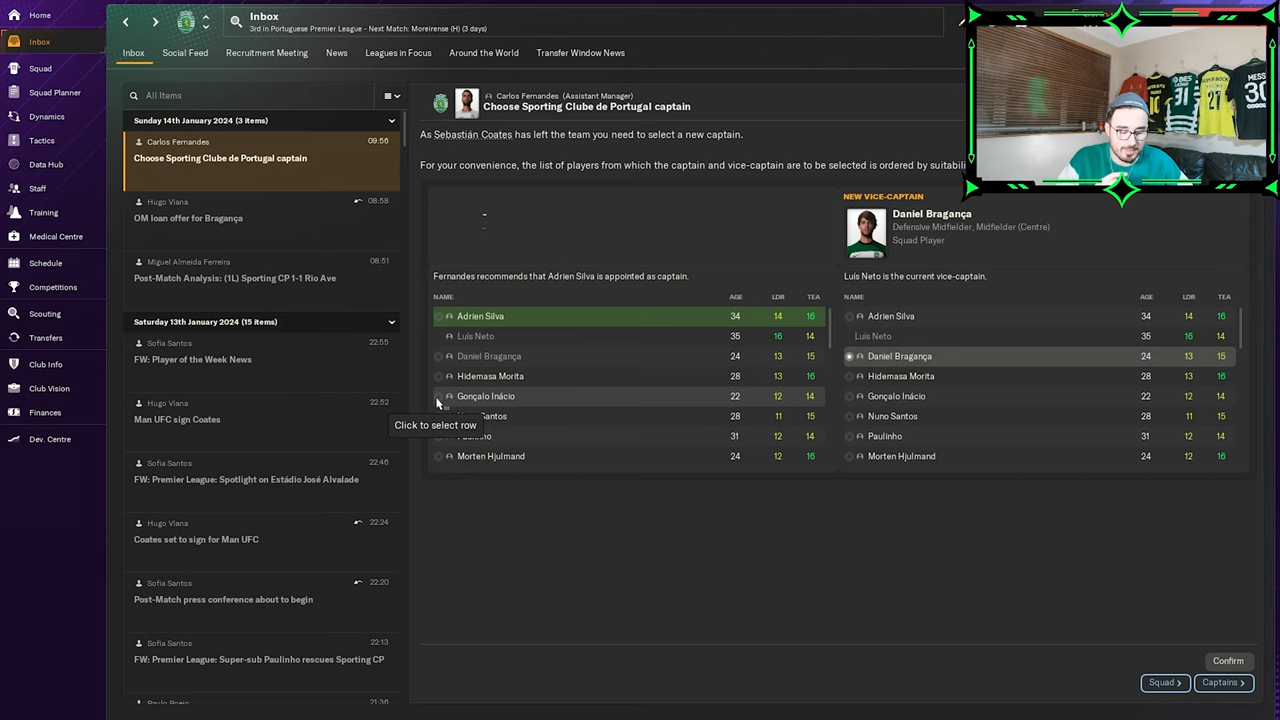 Home
Inbox
Squad
Squad Planner
Dynamics
Tactics
Data Hub
Staff
Training
Medical Centre
Schedule
Competitions
Scouting
Transfers
Club Info
Club Vision
Finances
Dev. Centre
Inbox
3rd in Portuguese Premier League - Next Match: Moreirense (H) (3 days)
Inbox Social Feed Recruitment Meeting News Leagues in Focus Around the World Transfer Window News
All Items
Sunday 14th January 2024 (3 items)
Carlos Fernandes 09:56
Choose Sporting Clube de Portugal captain
Hugo Viana 08:58
OM loan offer for Bragança
Miguel Almeida Ferreira 08:51
Post-Match Analysis: (1L) Sporting CP 1-1 Rio Ave
Saturday 13th January 2024 (15 items)
Sofia Santos 22:55
FW: Player of the Week News
Hugo Viana 22:52
Man UFC sign Coates
Sofia Santos 22:46
FW: Premier League: Spotlight on Estádio José Alvalade
Hugo Viana 22:24
Coates set to sign for Man UFC
Sofia Santos 22:20
Post-Match press conference about to begin
Sofia Santos 22:13
FW: Premier League: Super-sub Paulinho rescues Sporting CP
21:36
Carlos Fernandes (Assistant Manager)
Choose Sporting Clube de Portugal captain
As Sebastián Coates has left the team you need to select a new captain.
For your convenience, the list of players from which the captain and vice-captain are to be selected is ordered by suitabili
-
-
Fernandes recommends that Adrien Silva is appointed as captain.
NAME AGE LDR TEA
Adrien Silva 34 14 16
Luís Neto 35 16 14
Daniel Bragança 24 13 15
Hidemasa Morita 28 13 16
Gonçalo Inácio 22 12 14
Santos 28 11 15
31 12 14
Morten Hjulmand 24 12 16
Click to select row
NEW VICE-CAPTAIN
Daniel Bragança
Defensive Midfielder, Midfielder (Centre)
Squad Player
Luís Neto is the current vice-captain.
NAME AGE LDR TEA
Adrien Silva 34 14 16
Luís Neto 35 16 14
Daniel Bragança 24 13 15
Hidemasa Morita 28 13 16
Gonçalo Inácio 22 12 14
Nuno Santos 28 11 15
Paulinho 31 12 14
Morten Hjulmand 24 12 16
Confirm
Squad Captains
BES
31
SUPER BOCK
21
MESSI
30